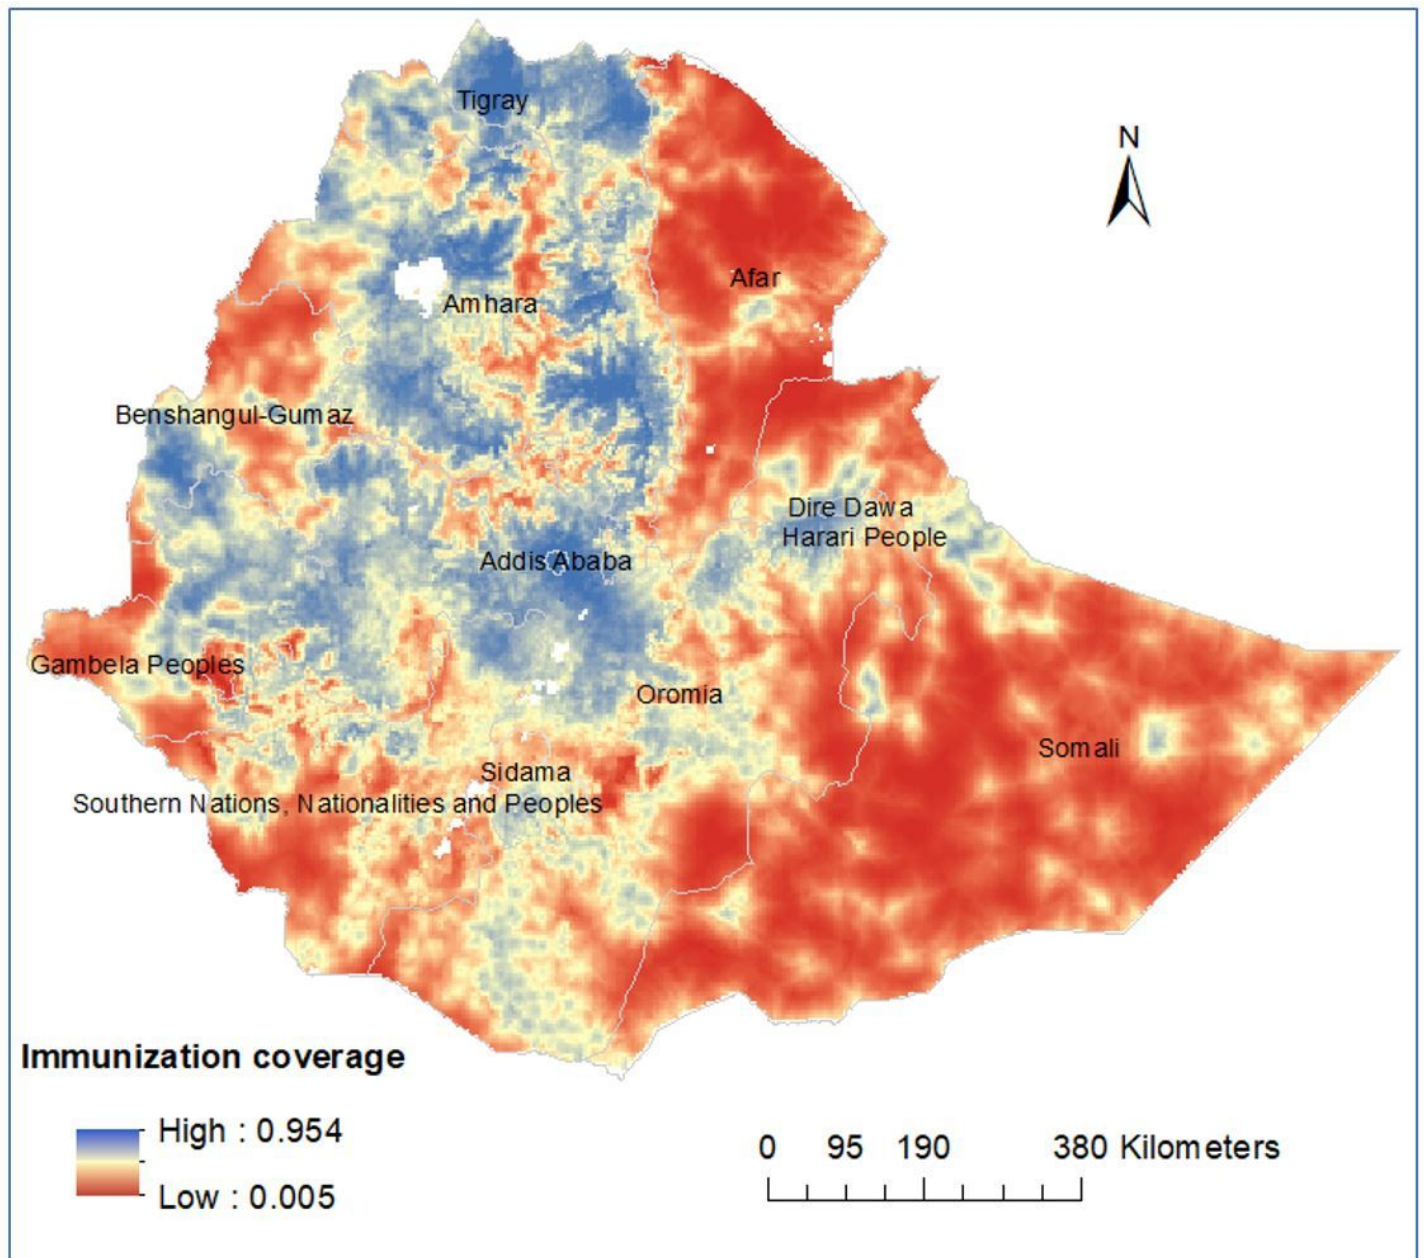 Tigray
N
Afar
Amhara
Benshangul-Gumaz
Dire Dawa
Harari People
Addis Ababa
Gambela Peoples
Oromia
Somali
Sidama
Southern Nations, Nationalities and Peoples
Immunization coverage
High : 0.954
Low : 0.005
0 95 190 380 Kilometers